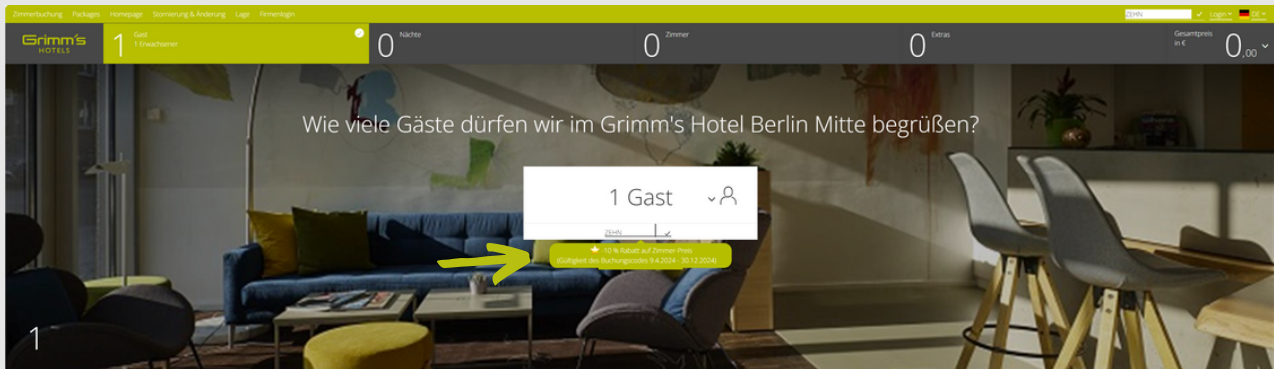 Zimmerbuchung Packages Homepage Stornierung & Änderung Lage Firmenlogin
ZEHN Login DE
Grimm's
HOTELS
1 Gast
1 Erwachsener
0 Nächte
0 Zimmer
0 Extras
Gesamtpreis
in €
0,00
Wie viele Gäste dürfen wir im Grimm's Hotel Berlin Mitte begrüßen?
1 Gast
ZEHN
-10 % Rabatt auf Zimmer-Preis
(Gültigkeit des Buchungscodes 9.4.2024 - 30.12.2024)
1